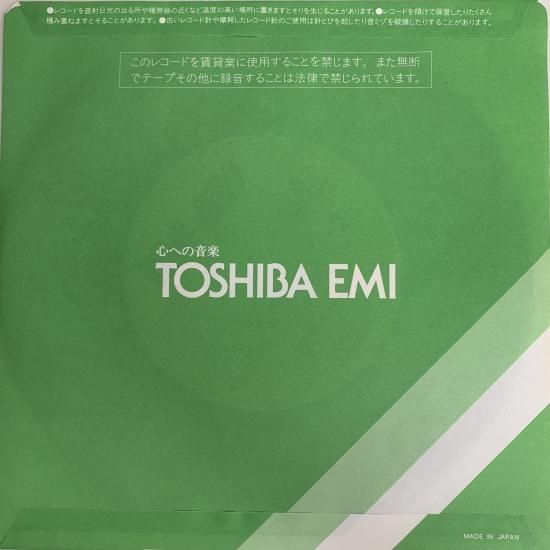 ●レコードを直射日光の当る所や暖房器の近くなど温度の高い場所に置きますとそりを生じることがあります。●レコードを傾けて保管したりたくさん
積み重ねますとそることがあります。●古いレコード針や摩耗したレコード針のご使用は針とびを起したり音ミゾを破損したりすることがあります。
このレコードを賃貸業に使用することを禁じます。また無断
でテープその他に録音することは法律で禁じられています。
心への音楽
TOSHIBA EMI
MADE IN JAPAN